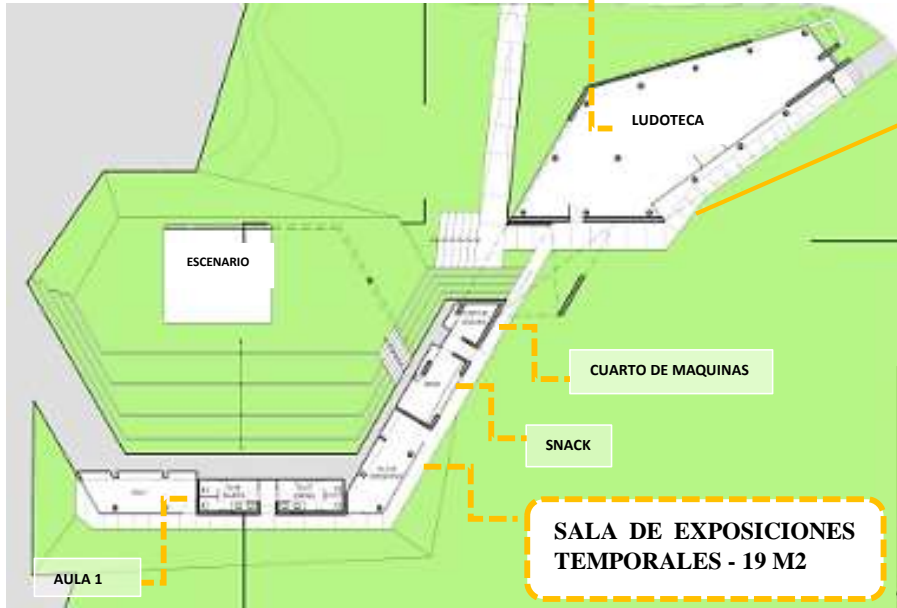 LUDOTECA
ESCENARIO
CUARTO DE MAQUINAS
SNACK
SALA DE EXPOSICIONES
TEMPORALES - 19 M2
AULA 1